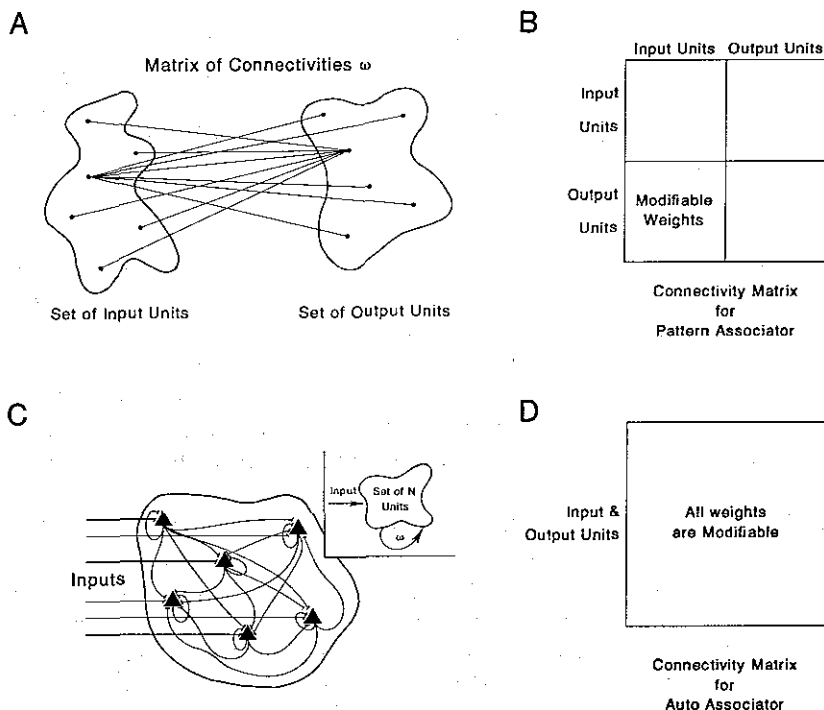 A
Matrix of Connectivities ω
Set of Input Units
Set of Output Units
B
Input Units Output Units
Input
Units
Output
Units
Modifiable
Weights
Connectivity Matrix
for
Pattern Associator
C
Inputs
Input
Set of N
Units
ω
D
Input &
Output Units
All weights
are Modifiable
Connectivity Matrix
for
Auto Associator